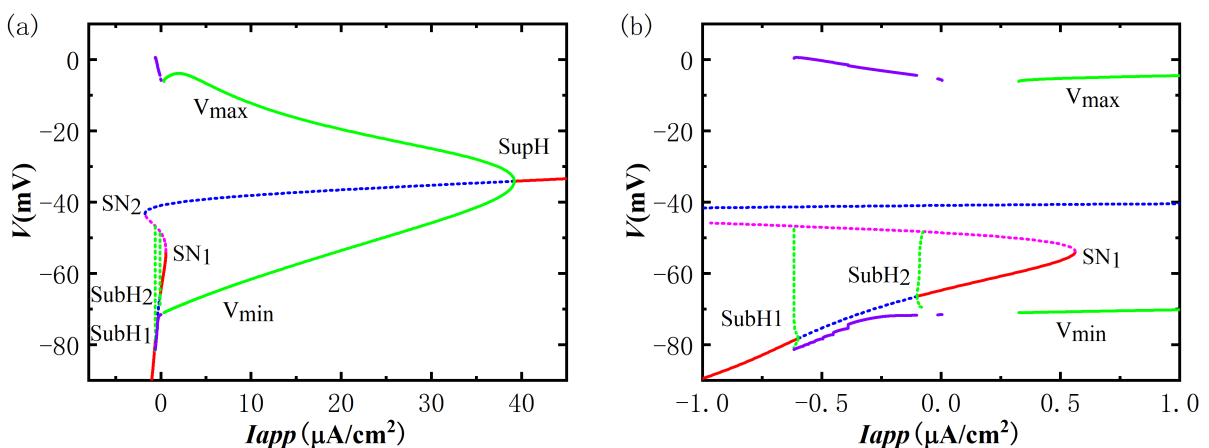 (a)
0
−20
−40
−60
−80
V(mV)
Vmax
SupH
SN2
SN1
SubH2
SubH1
Vmin
0
10
20
30
40
Iapp(μA/cm²)
(b)
0
−20
−40
−60
−80
V(mV)
Vmax
SN1
SubH2
SubH1
Vmin
-1.0
-0.5
0.0
0.5
1.0
Iapp(μA/cm²)